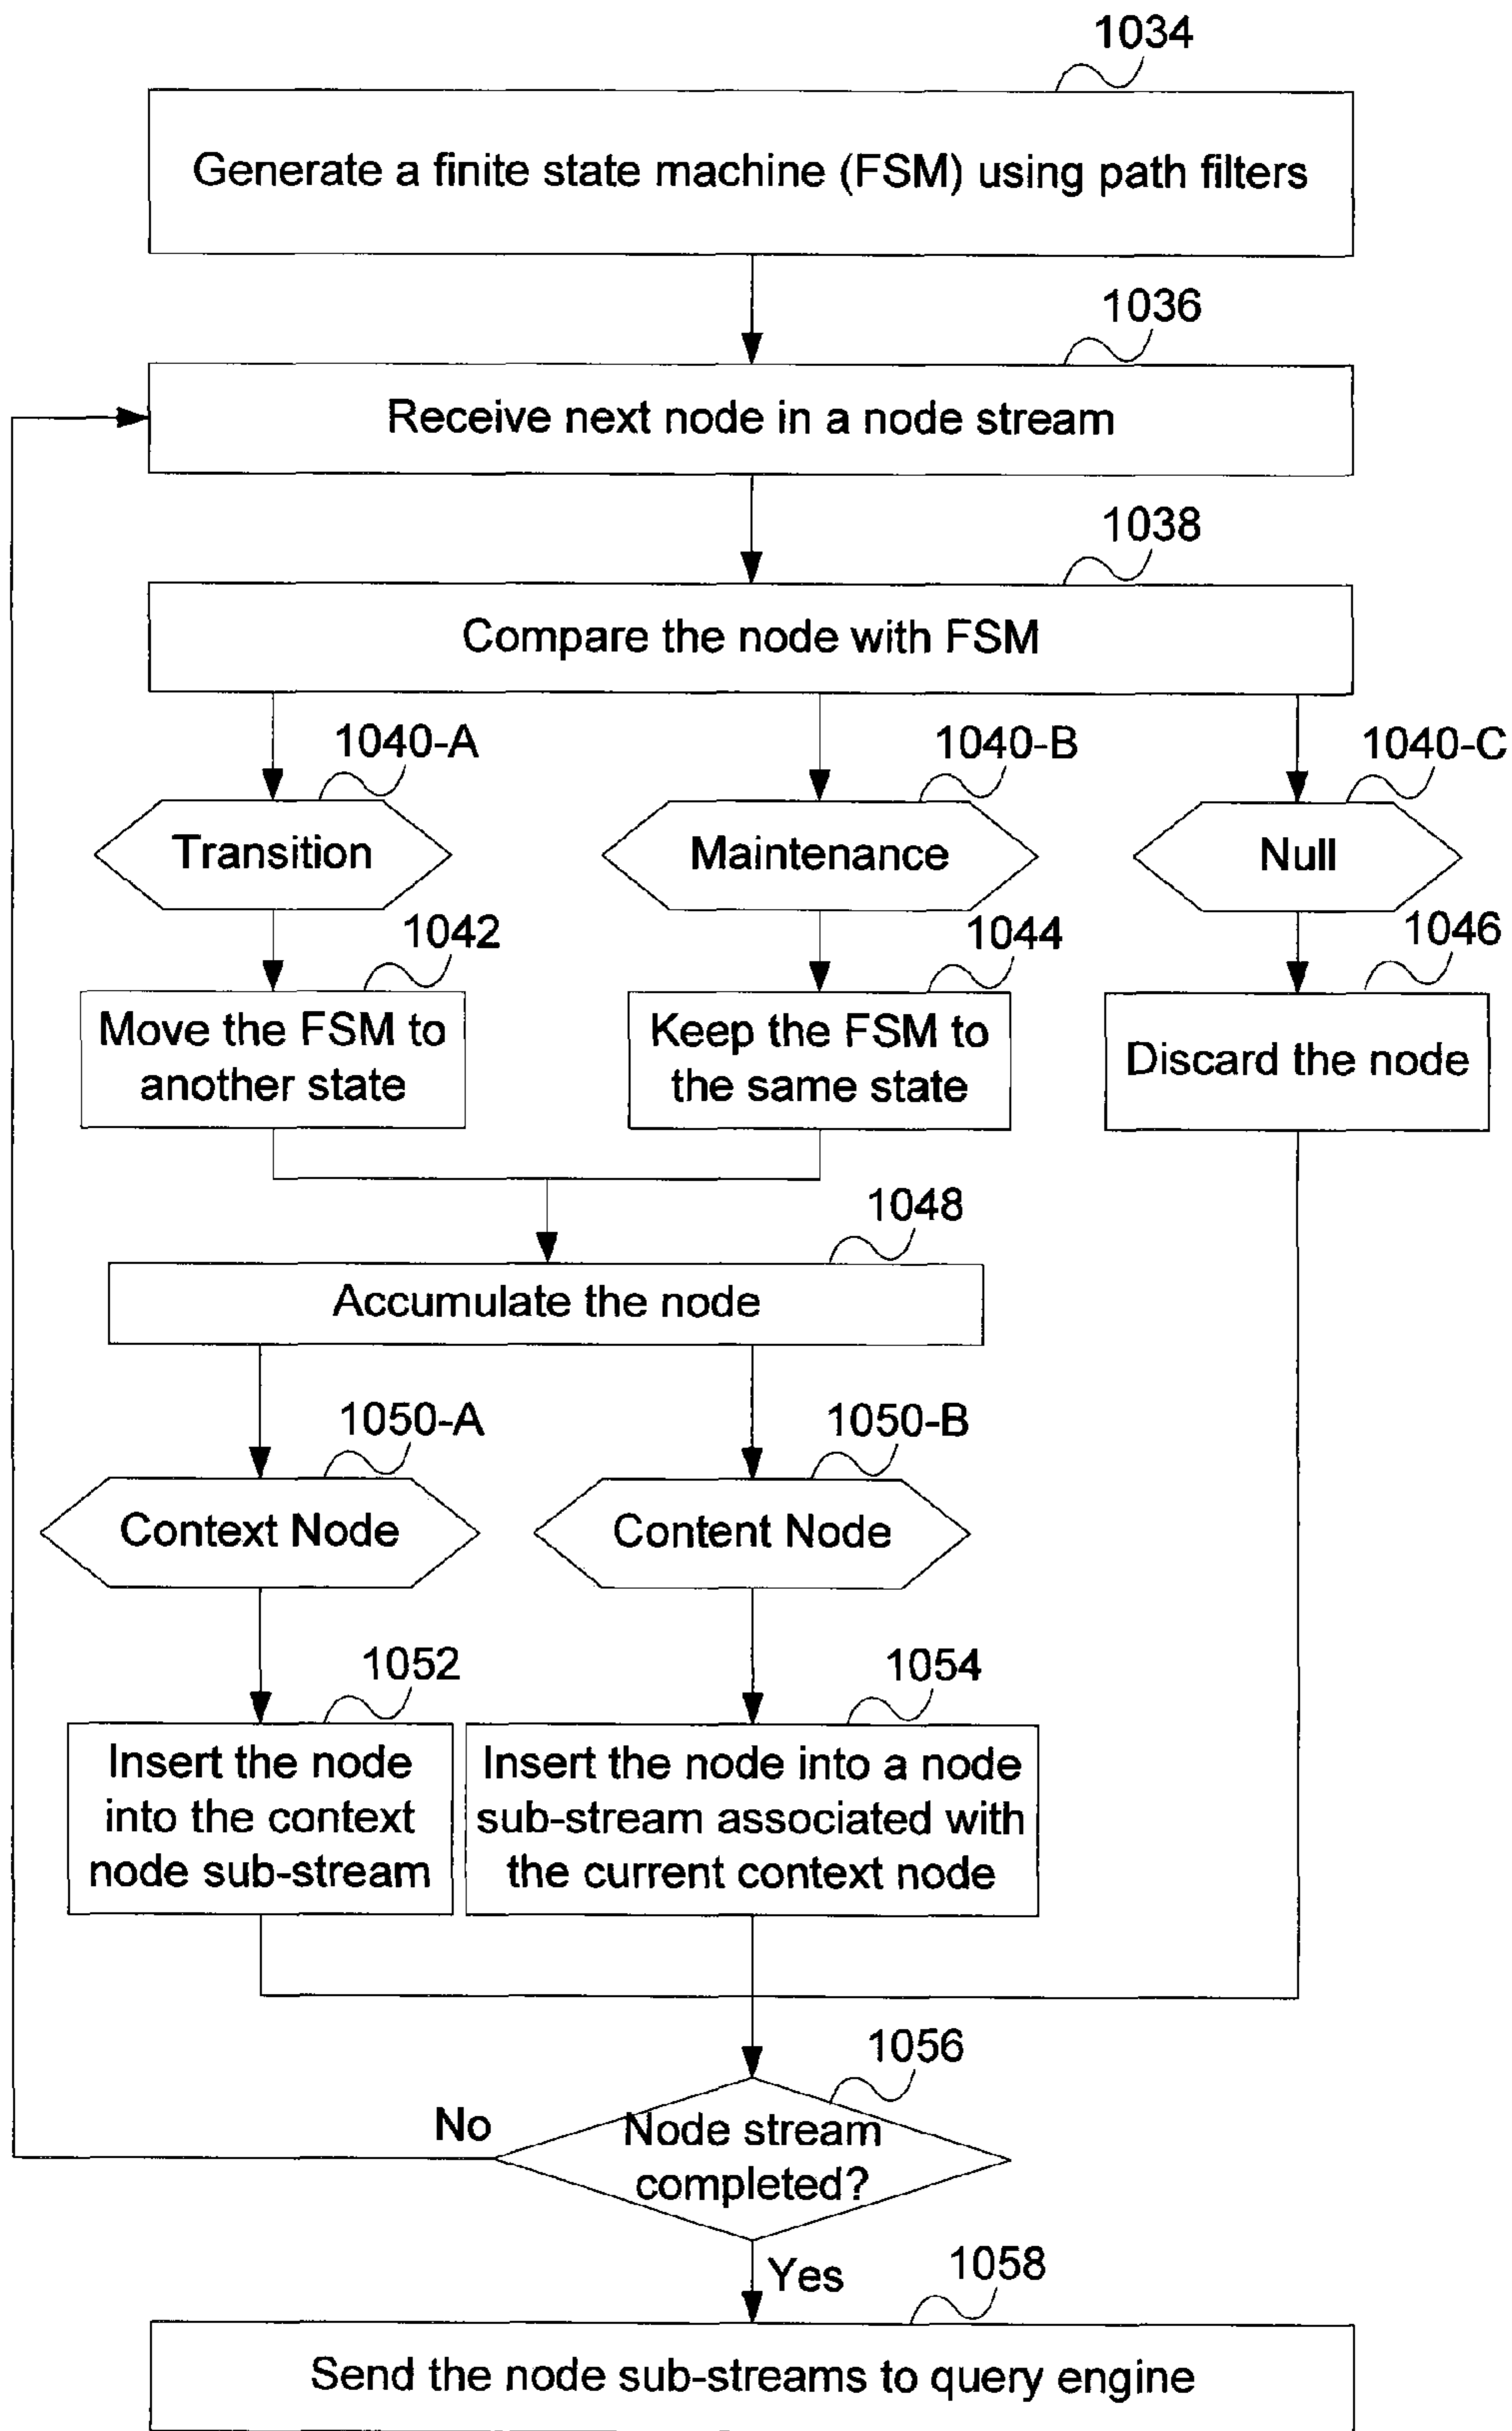 1034
Generate a finite state machine (FSM) using path filters
1036
Receive next node in a node stream
1038
Compare the node with FSM
1040-A
1040-B
1040-C
Transition
Maintenance
Null
1042
1044
1046
Move the FSM to
another state
Keep the FSM to
the same state
Discard the node
1048
Accumulate the node
1050-A
1050-B
Context Node
Content Node
1052
1054
Insert the node
into the context
node sub-stream
Insert the node into a node
sub-stream associated with
the current context node
1056
No
Node stream
completed?
Yes
1058
Send the node sub-streams to query engine